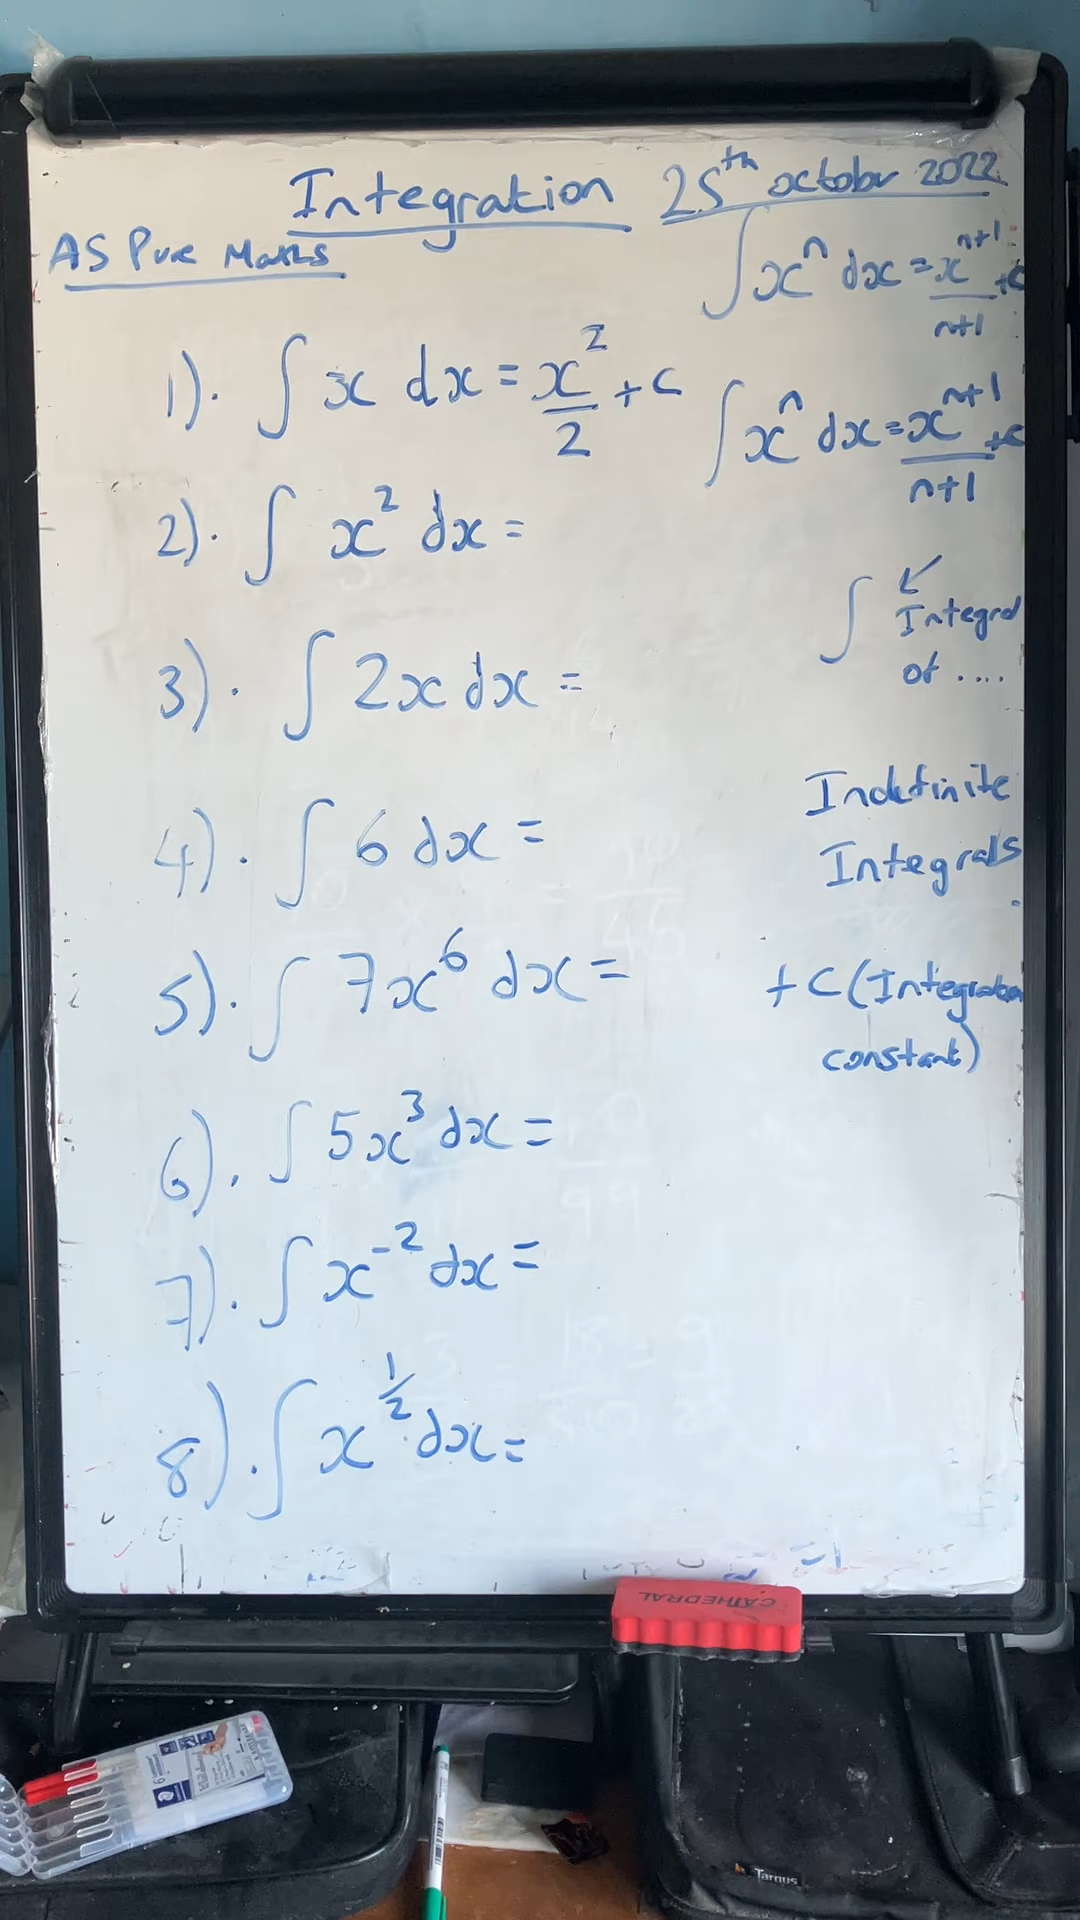 Integration 25th october 2022
AS Pure Maths
∫xⁿ dx = xⁿ⁺¹/n+1 + c
1). ∫ x dx = x²/2 + c
∫xⁿ dx = xⁿ⁺¹/n+1 + c
2). ∫ x² dx =
∫ ↙
Integral
of ....
3). ∫ 2x dx =
Indefinite
Integrals
4). ∫ 6 dx =
5). ∫ 7x⁶ dx =
+ c (Integration
constant)
6). ∫ 5x³ dx =
7). ∫ x⁻² dx =
8). ∫ x^½ dx =
CATHEDRAL
Targus